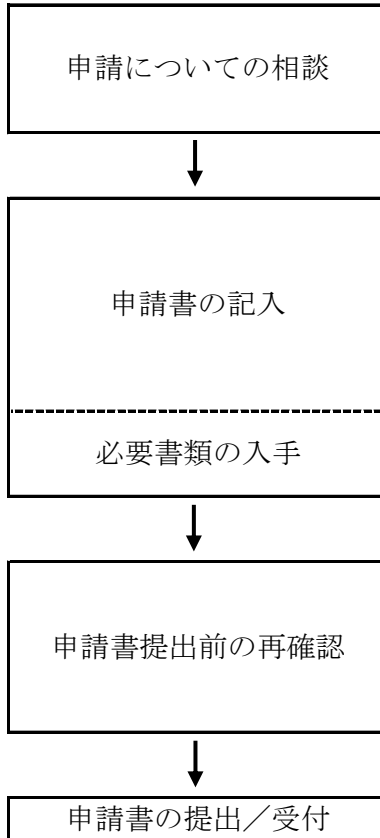 申請についての相談
申請書の記入
必要書類の入手
申請書提出前の再確認
申請書の提出／受付